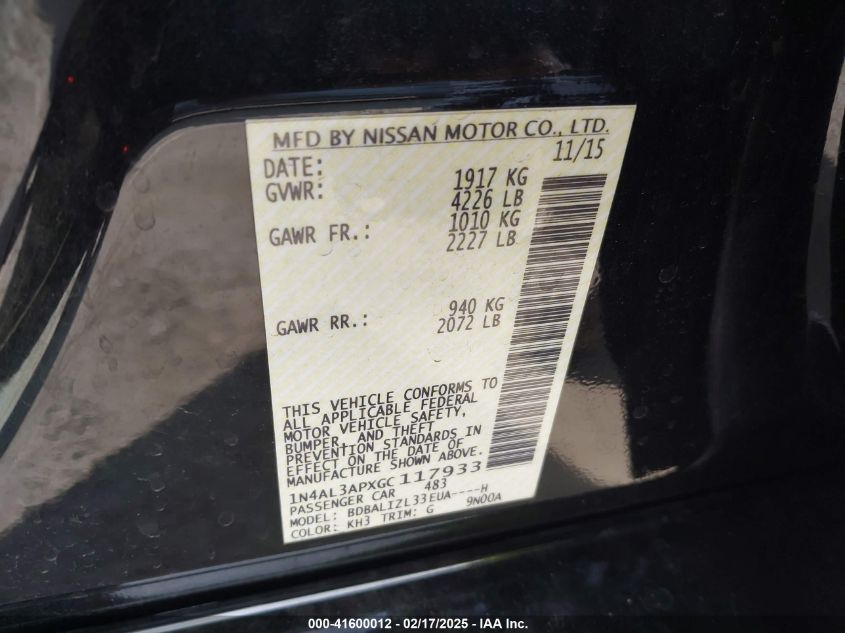 MFD BY NISSAN MOTOR CO., LTD.
DATE: 11/15
GVWR: 1917 KG
4226 LB
GAWR FR.: 1010 KG
2227 LB
GAWR RR.: 940 KG
2072 LB
THIS VEHICLE CONFORMS TO
ALL APPLICABLE FEDERAL
MOTOR VEHICLE SAFETY,
BUMPER, AND THEFT
PREVENTION STANDARDS IN
EFFECT ON THE DATE OF
MANUFACTURE SHOWN ABOVE.
1N4AL3APXGC117933
PASSENGER CAR 483
MODEL: BDBALIZL33EUA----H
COLOR: KH3 TRIM: G 9N00A
000-41600012 - 02/17/2025 - IAA Inc.